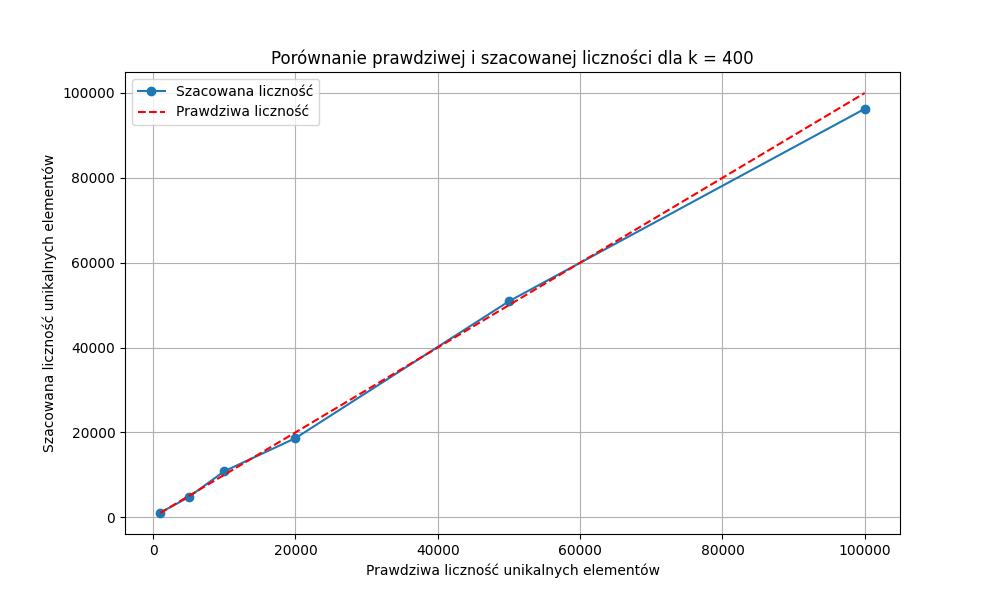 Porównanie prawdziwej i szacowanej liczności dla k = 400
Szacowana liczność
Prawdziwa liczność
Szacowana liczność unikalnych elementów
100000
80000
60000
40000
20000
0
0
20000
40000
60000
80000
100000
Prawdziwa liczność unikalnych elementów